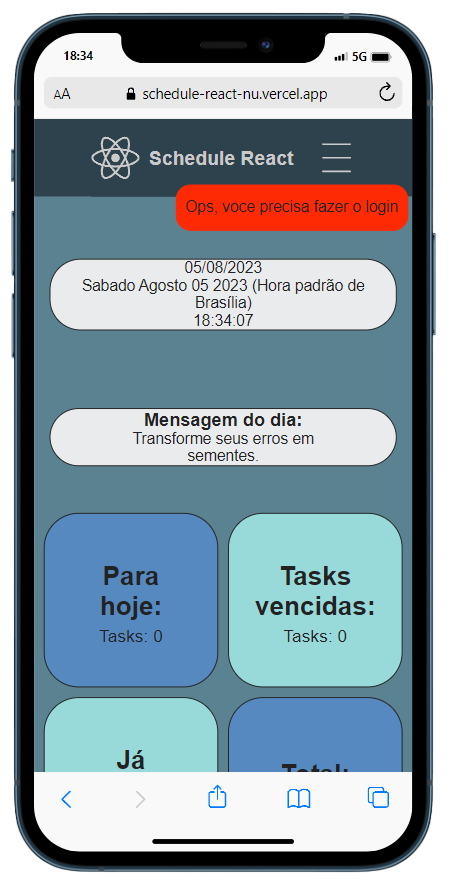 18:34
5G
AA
schedule-react-nu.vercel.app
Schedule React
Ops, voce precisa fazer o login
05/08/2023
Sabado Agosto 05 2023 (Hora padrão de
Brasília)
18:34:07
Mensagem do dia:
Transforme seus erros em
sementes.
Para
hoje:
Tasks: 0
Tasks
vencidas:
Tasks: 0
Já
Total: